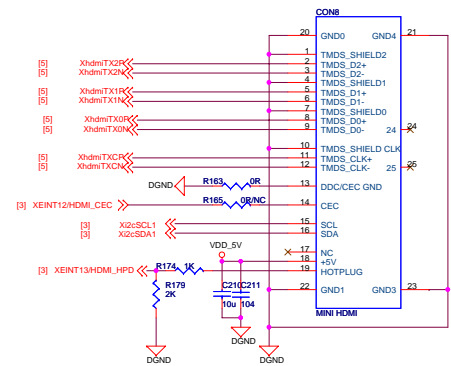 CON8
20 GND0 GND4 21
1 TMDS_SHIELD2
[5] XhdmiTX2P 2 TMDS_D2+
[5] XhdmiTX2N 3 TMDS_D2-
4 TMDS_SHIELD1
[5] XhdmiTX1P 5 TMDS_D1+
[5] XhdmiTX1N 6 TMDS_D1-
7 TMDS_SHIELD0
[5] XhdmiTX0P 8 TMDS_D0+
[5] XhdmiTX0N 9 TMDS_D0- 24 24
10 TMDS_SHIELD CLK
[5] XhdmiTXCP 11 TMDS_CLK+
[5] XhdmiTXCN 12 TMDS_CLK- 25 25
DGND R163 0R 13 DDC/CEC GND
[3] XEINT12/HDMI_CEC R165 0R/NC 14 CEC
[3] Xi2cSCL1 15 SCL
[3] Xi2cSDA1 16 SDA
VDD_5V 17 NC
18 +5V
[3] XEINT13/HDMI_HPD R174 1K 19 HOTPLUG
R179 2K
C210 10u
C211 104
22 GND1 GND3 23
MINI HDMI
DGND DGND DGND